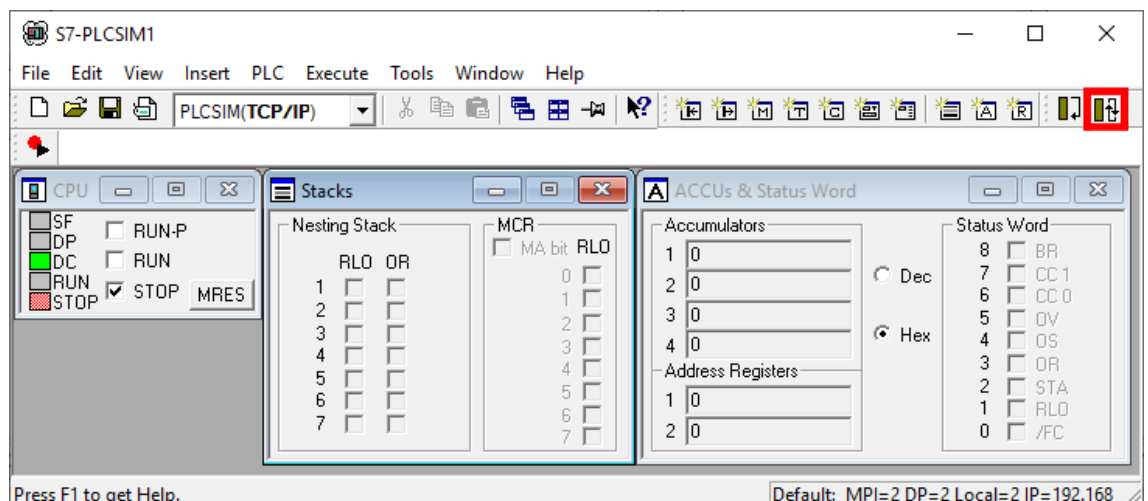 S7-PLCSIM1
File Edit View Insert PLC Execute Tools Window Help
PLCSIM(TCP/IP)
CPU
SF
DP
DC
RUN
STOP
RUN-P
RUN
STOP
MRES
Stacks
Nesting Stack
RLO OR
1
2
3
4
5
6
7
MCR
MA bit RLO
0
1
2
3
4
5
6
7
ACCUs & Status Word
Accumulators
1 0
2 0
3 0
4 0
Address Registers
1 0
2 0
Dec
Hex
Status Word
8 BR
7 CC 1
6 CC 0
5 OV
4 OS
3 OR
2 STA
1 RLO
0 /FC
Press F1 to get Help.
Default: MPI=2 DP=2 Local=2 IP=192.168